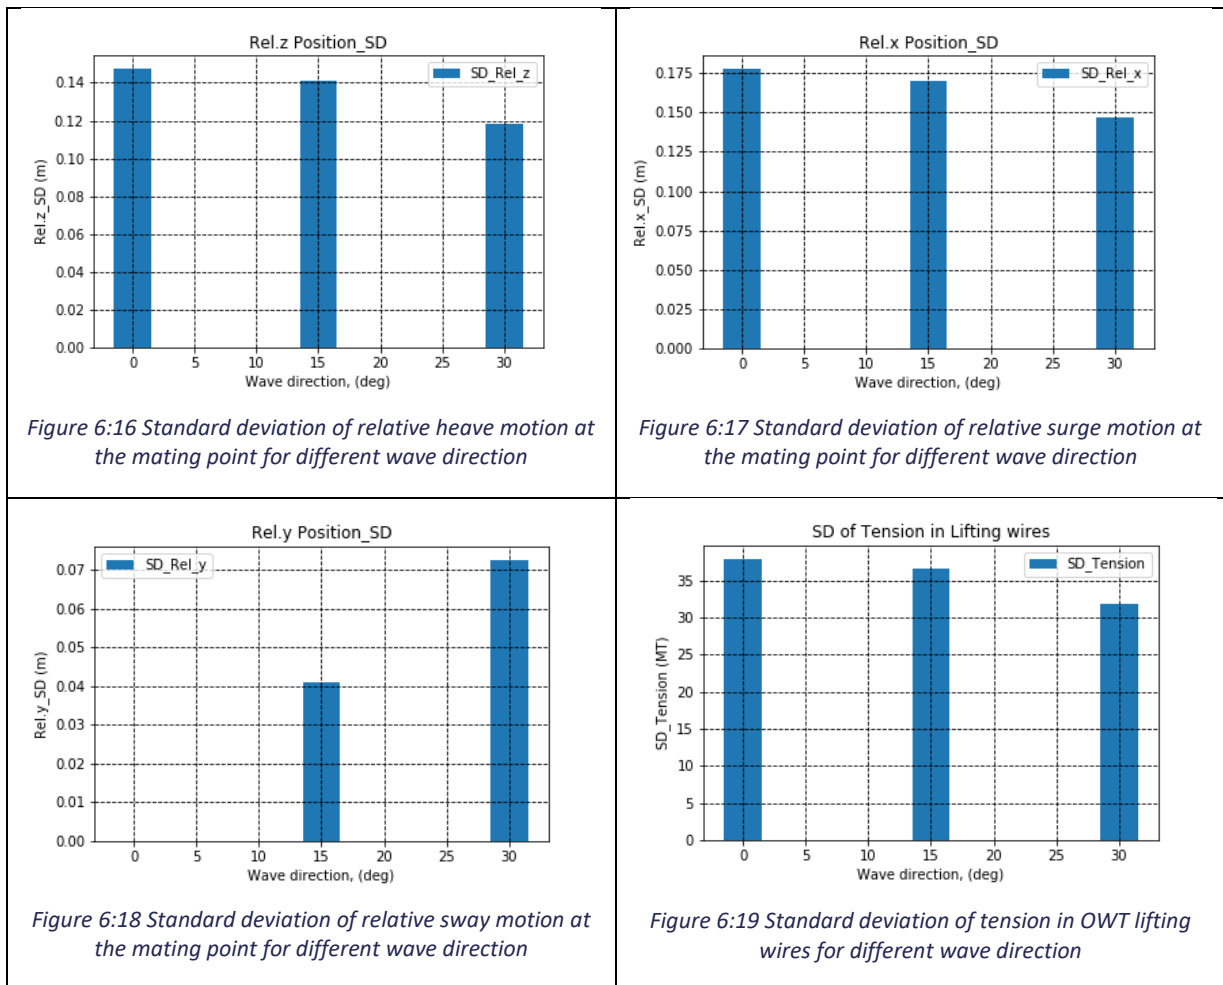 Rel.z Position_SD
SD_Rel_z
Rel.z_SD (m)
0.14
0.12
0.10
0.08
0.06
0.04
0.02
0.00
0 5 10 15 20 25 30
Wave direction, (deg)
Figure 6:16 Standard deviation of relative heave motion at
the mating point for different wave direction
Rel.x Position_SD
SD_Rel_x
Rel.x_SD (m)
0.175
0.150
0.125
0.100
0.075
0.050
0.025
0.000
0 5 10 15 20 25 30
Wave direction, (deg)
Figure 6:17 Standard deviation of relative surge motion at
the mating point for different wave direction
Rel.y Position_SD
SD_Rel_y
Rel.y_SD (m)
0.07
0.06
0.05
0.04
0.03
0.02
0.01
0.00
0 5 10 15 20 25 30
Wave direction, (deg)
Figure 6:18 Standard deviation of relative sway motion at
the mating point for different wave direction
SD of Tension in Lifting wires
SD_Tension
SD_Tension (MT)
35
30
25
20
15
10
5
0
0 5 10 15 20 25 30
Wave direction, (deg)
Figure 6:19 Standard deviation of tension in OWT lifting
wires for different wave direction